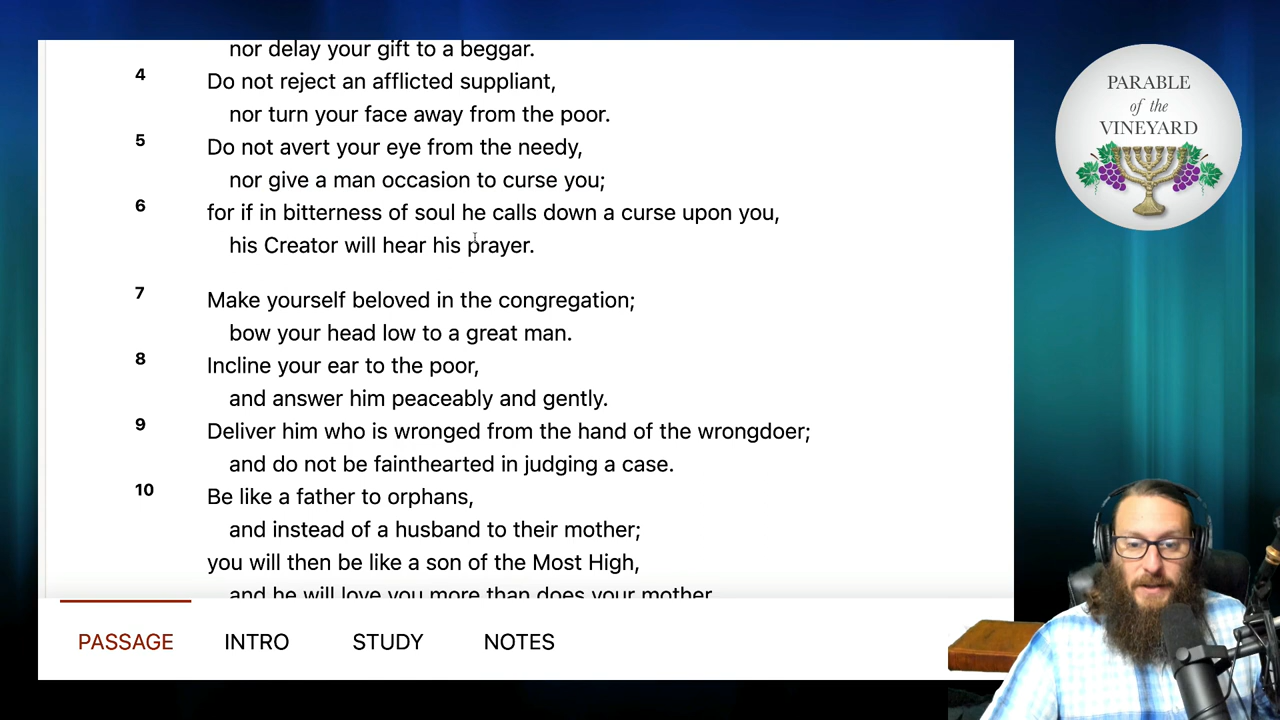 nor delay your gift to a beggar.
4 Do not reject an afflicted suppliant,
nor turn your face away from the poor.
5 Do not avert your eye from the needy,
nor give a man occasion to curse you;
6 for if in bitterness of soul he calls down a curse upon you,
his Creator will hear his prayer.
7 Make yourself beloved in the congregation;
bow your head low to a great man.
8 Incline your ear to the poor,
and answer him peaceably and gently.
9 Deliver him who is wronged from the hand of the wrongdoer;
and do not be fainthearted in judging a case.
10 Be like a father to orphans,
and instead of a husband to their mother;
you will then be like a son of the Most High,
and he will love you more than does your mother
PASSAGE INTRO STUDY NOTES
PARABLE
of the
VINEYARD